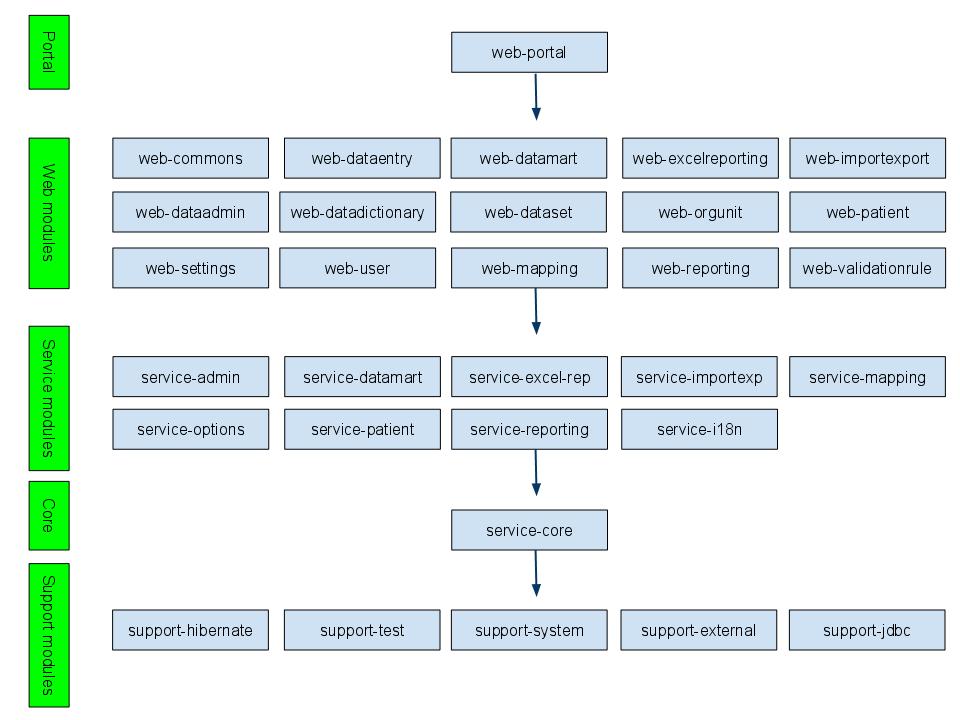 Portal
web-portal
Web modules
web-commons
web-dataentry
web-datamart
web-excelreporting
web-importexport
web-dataadmin
web-datadictionary
web-dataset
web-orgunit
web-patient
web-settings
web-user
web-mapping
web-reporting
web-validationrule
Service modules
service-admin
service-datamart
service-excel-rep
service-importexp
service-mapping
service-options
service-patient
service-reporting
service-i18n
Core
service-core
Support modules
support-hibernate
support-test
support-system
support-external
support-jdbc